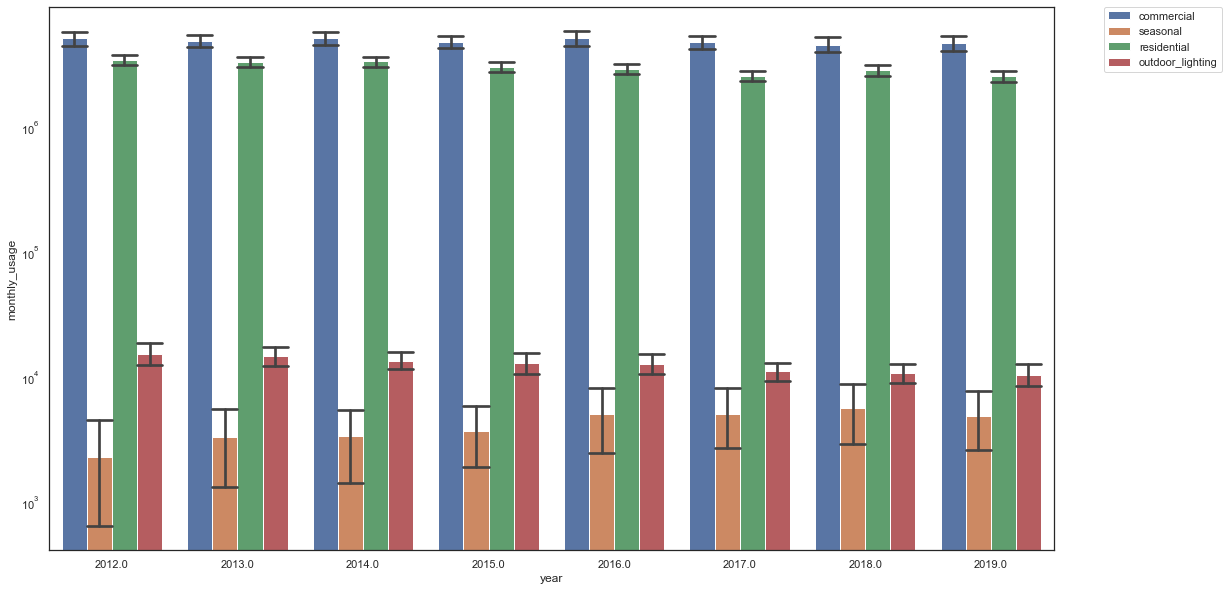 commercial
seasonal
residential
outdoor_lighting
monthly_usage
10⁶
10⁵
10⁴
10³
2012.0 2013.0 2014.0 2015.0 2016.0 2017.0 2018.0 2019.0
year